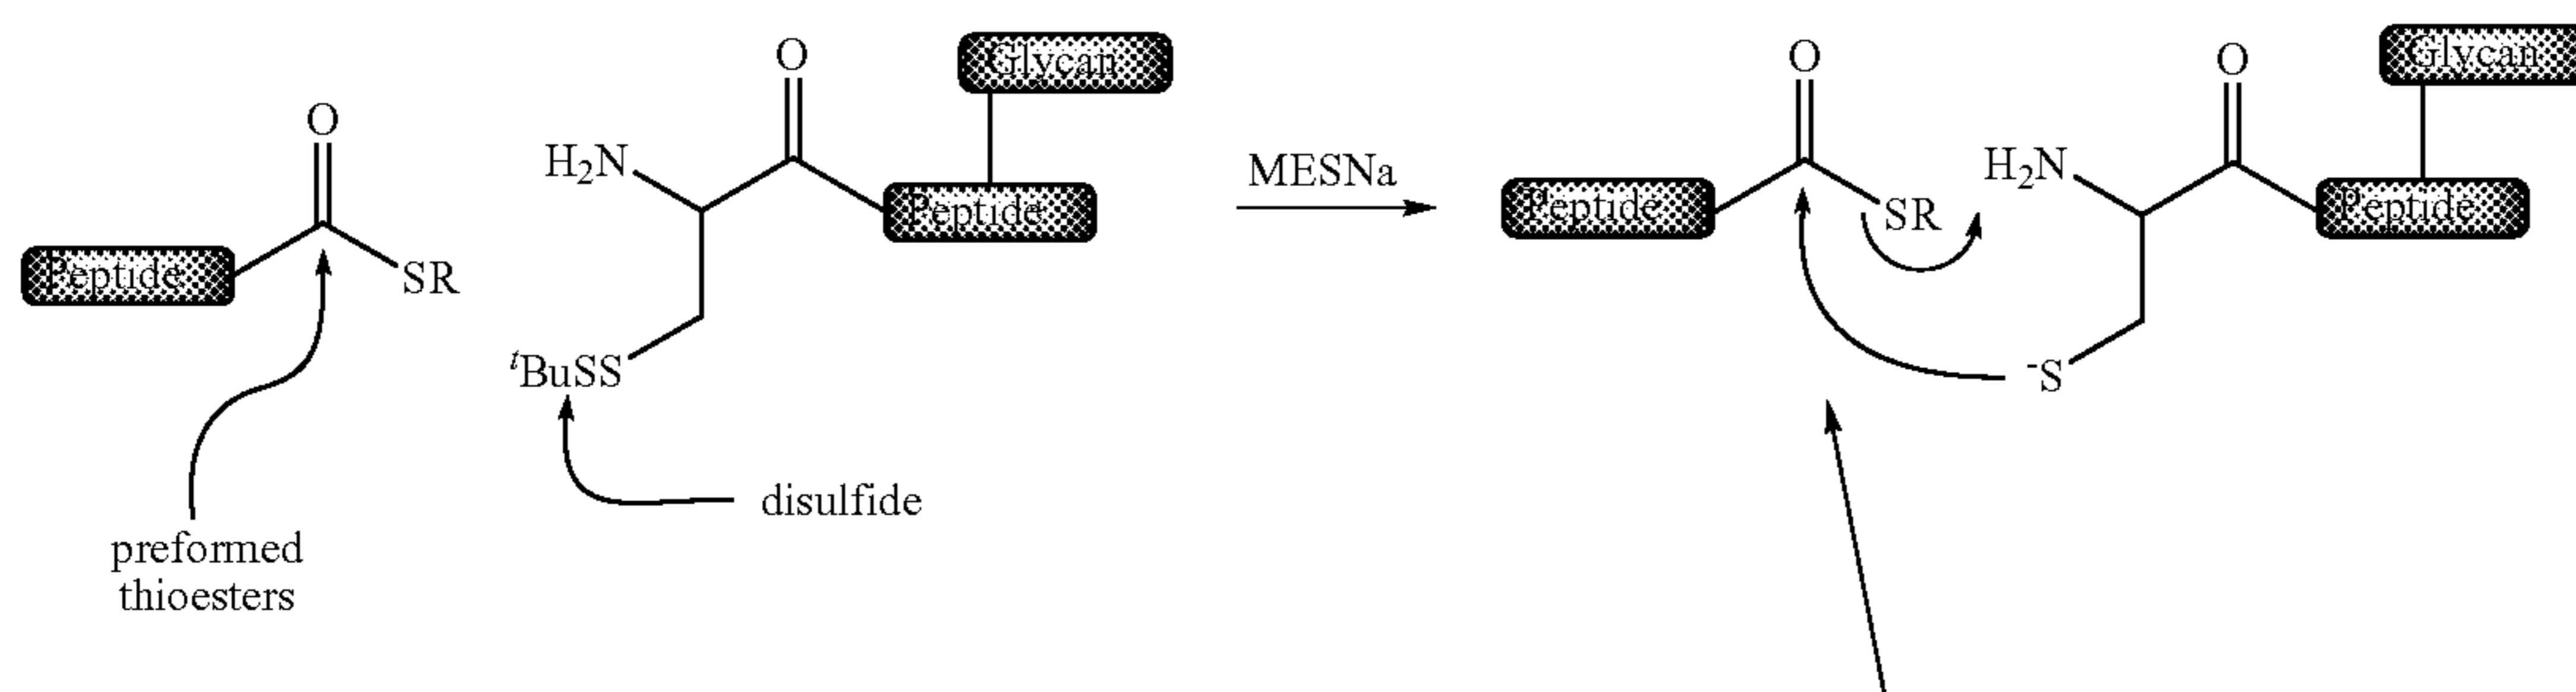 O
O
Glycan
H₂N
Peptide
Peptide
SR
ᵗBuSS
disulfide
preformed
thioesters
MESNa
O
O
Glycan
H₂N
Peptide
SR
Peptide
⁻S